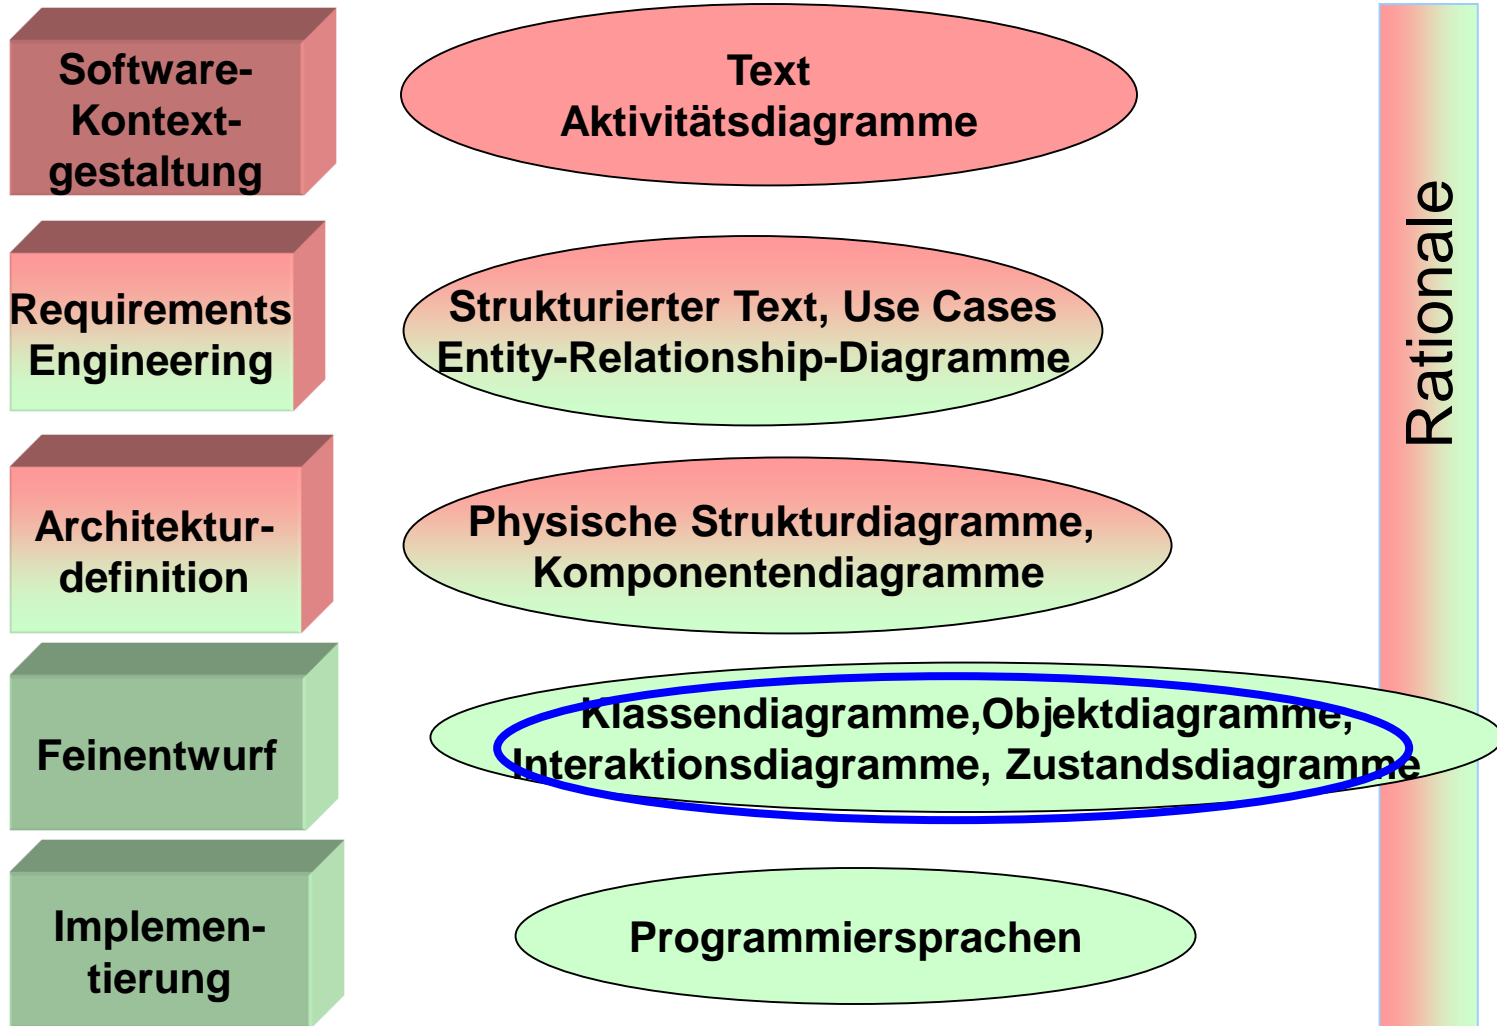 Software-
Kontext-
gestaltung
Text
Aktivitätsdiagramme
Requirements
Engineering
Strukturierter Text, Use Cases
Entity-Relationship-Diagramme
Architektur-
definition
Physische Strukturdiagramme,
Komponentendiagramme
Feinentwurf
Klassendiagramme,Objektdiagramme,
Interaktionsdiagramme, Zustandsdiagramme
Implemen-
tierung
Programmiersprachen
Rationale